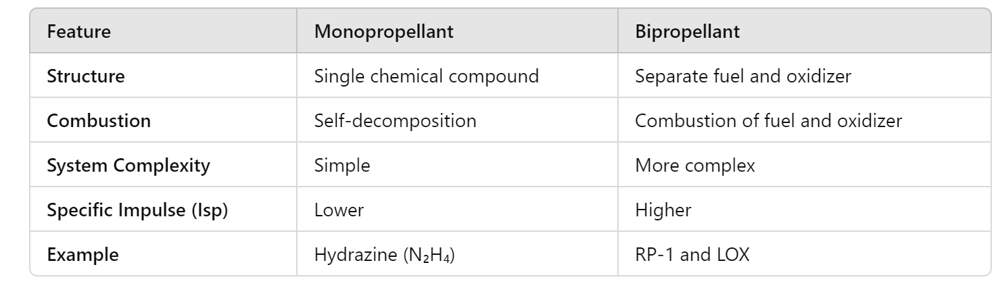 Feature Monopropellant Bipropellant
Structure Single chemical compound Separate fuel and oxidizer
Combustion Self-decomposition Combustion of fuel and oxidizer
System Complexity Simple More complex
Specific Impulse (Isp) Lower Higher
Example Hydrazine (N₂H₄) RP-1 and LOX